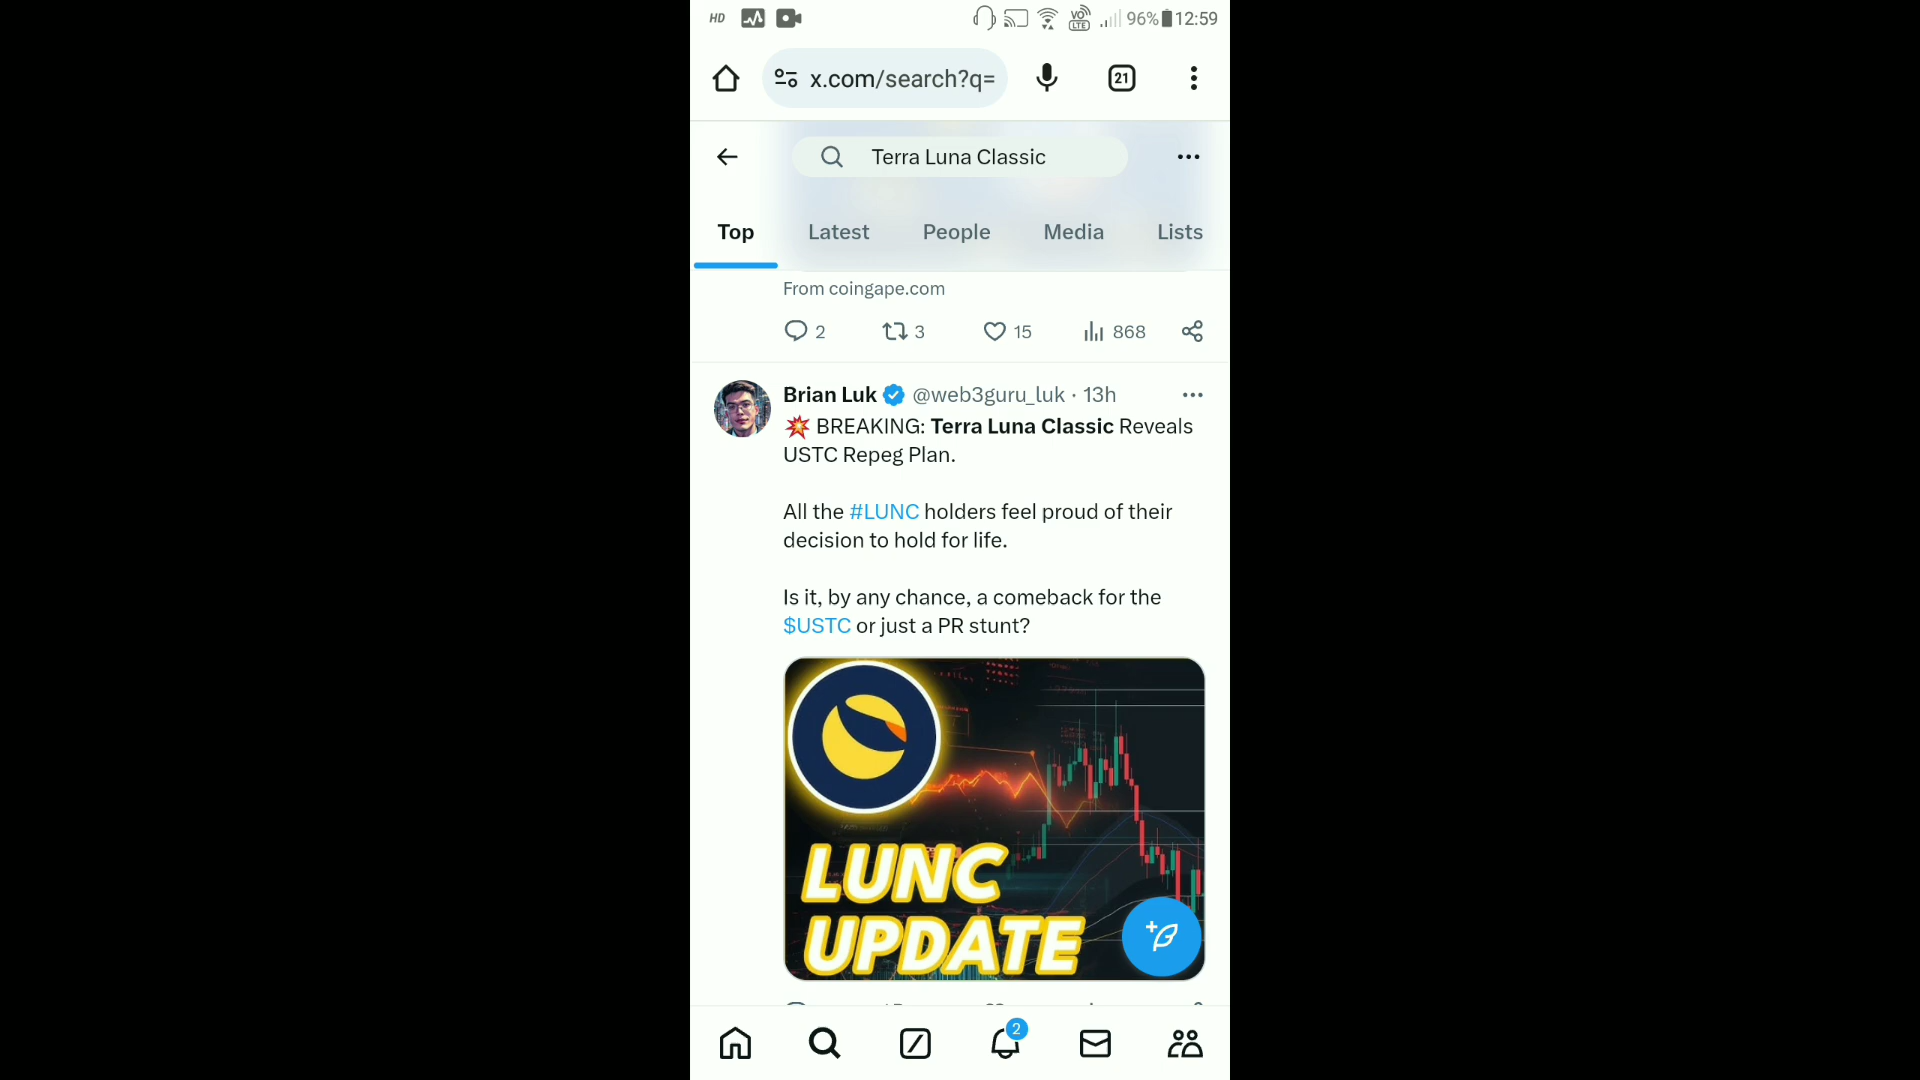 HD
VO
LTE
96% 12:59
x.com/search?q=
21
Terra Luna Classic
Top Latest People Media Lists
From coingape.com
2 3 15 868
Brian Luk @web3guru_luk · 13h
BREAKING: Terra Luna Classic Reveals
USTC Repeg Plan.
All the #LUNC holders feel proud of their
decision to hold for life.
Is it, by any chance, a comeback for the
$USTC or just a PR stunt?
LUNC
UPDATE
2